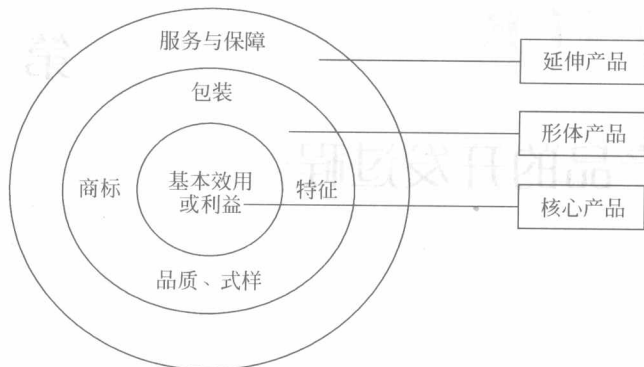 服务与保障
延伸产品
包装
形体产品
商标
基本效用
或利益
特征
核心产品
品质、式样